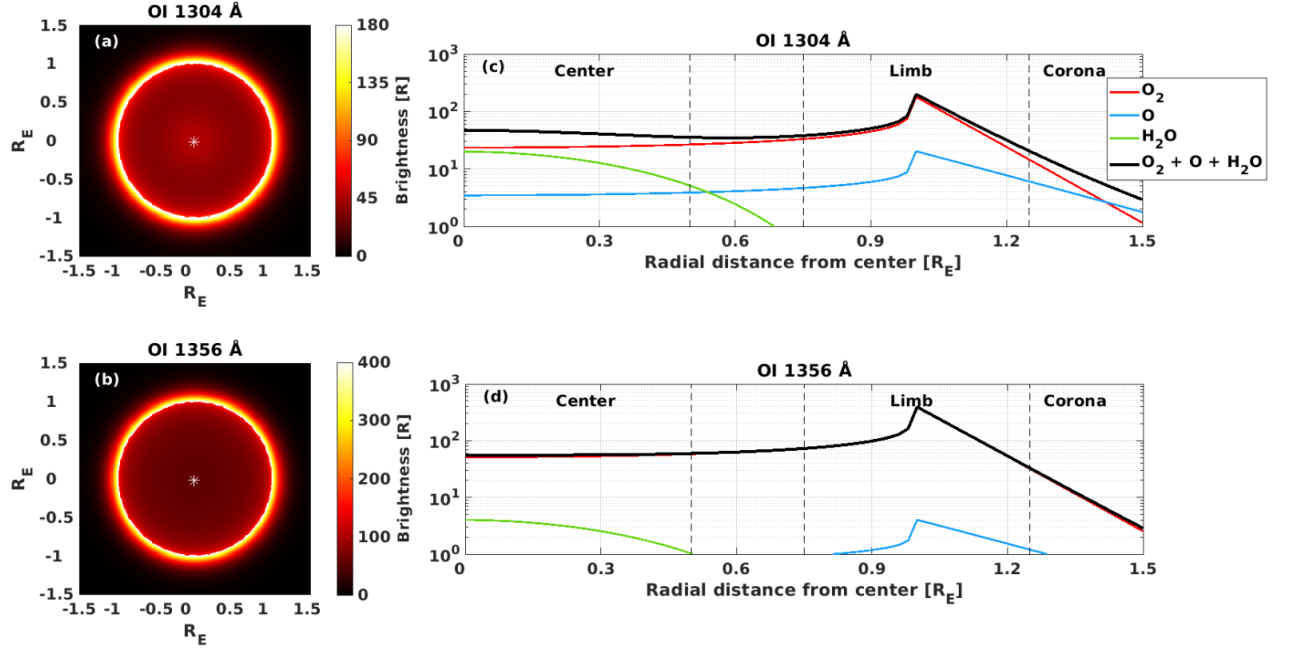 OI 1304 Å
(a)
1.5
1
0.5
0
-0.5
-1
-1.5
R_E
-1.5 -1 -0.5 0 0.5 1 1.5
R_E
180
135
90
45
0
Brightness [R]
OI 1304 Å
(c)
Center
Limb
Corona
10^3
10^2
10^1
10^0
0 0.3 0.6 0.9 1.2 1.5
Radial distance from center [R_E]
O_2
O
H_2O
O_2 + O + H_2O
OI 1356 Å
(b)
1.5
1
0.5
0
-0.5
-1
-1.5
R_E
-1.5 -1 -0.5 0 0.5 1 1.5
R_E
400
300
200
100
0
Brightness [R]
OI 1356 Å
(d)
Center
Limb
Corona
10^3
10^2
10^1
10^0
0 0.3 0.6 0.9 1.2 1.5
Radial distance from center [R_E]